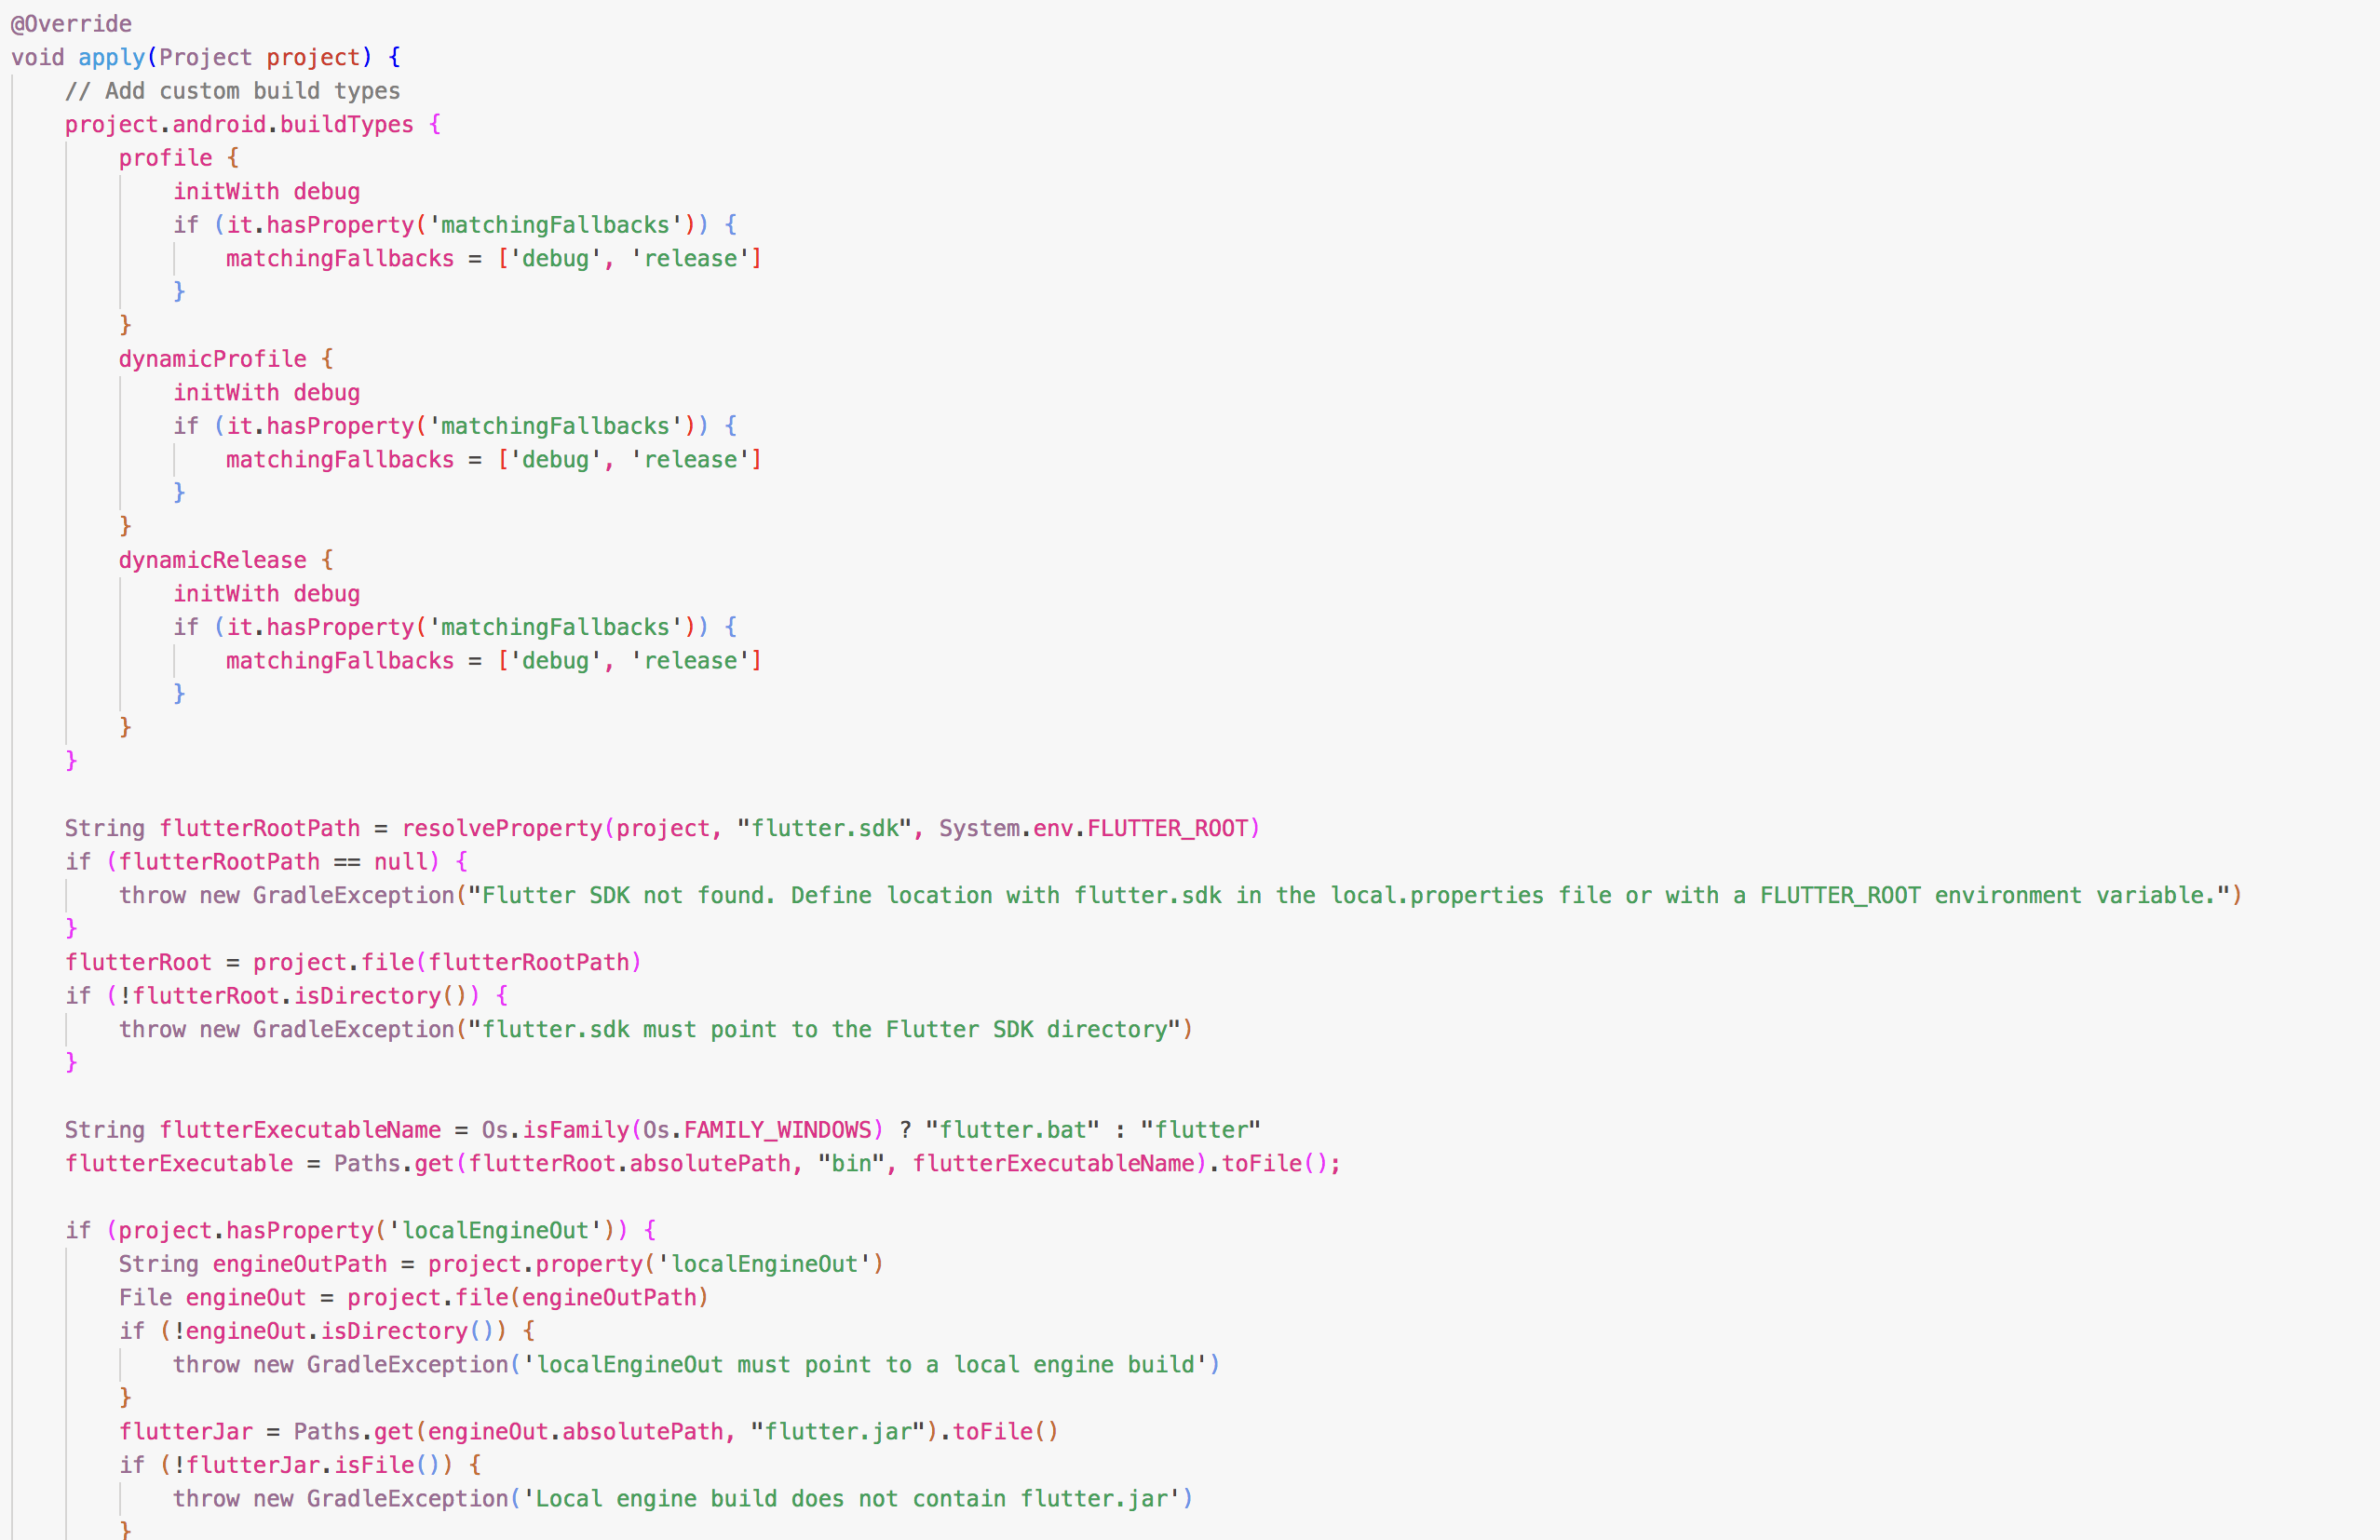 @Override
void apply(Project project) {
    // Add custom build types
    project.android.buildTypes {
        profile {
            initWith debug
            if (it.hasProperty('matchingFallbacks')) {
                matchingFallbacks = ['debug', 'release']
            }
        }
        dynamicProfile {
            initWith debug
            if (it.hasProperty('matchingFallbacks')) {
                matchingFallbacks = ['debug', 'release']
            }
        }
        dynamicRelease {
            initWith debug
            if (it.hasProperty('matchingFallbacks')) {
                matchingFallbacks = ['debug', 'release']
            }
        }
    }

    String flutterRootPath = resolveProperty(project, "flutter.sdk", System.env.FLUTTER_ROOT)
    if (flutterRootPath == null) {
        throw new GradleException("Flutter SDK not found. Define location with flutter.sdk in the local.properties file or with a FLUTTER_ROOT environment variable.")
    }
    flutterRoot = project.file(flutterRootPath)
    if (!flutterRoot.isDirectory()) {
        throw new GradleException("flutter.sdk must point to the Flutter SDK directory")
    }

    String flutterExecutableName = Os.isFamily(Os.FAMILY_WINDOWS) ? "flutter.bat" : "flutter"
    flutterExecutable = Paths.get(flutterRoot.absolutePath, "bin", flutterExecutableName).toFile();

    if (project.hasProperty('localEngineOut')) {
        String engineOutPath = project.property('localEngineOut')
        File engineOut = project.file(engineOutPath)
        if (!engineOut.isDirectory()) {
            throw new GradleException('localEngineOut must point to a local engine build')
        }
        flutterJar = Paths.get(engineOut.absolutePath, "flutter.jar").toFile()
        if (!flutterJar.isFile()) {
            throw new GradleException('Local engine build does not contain flutter.jar')
        }